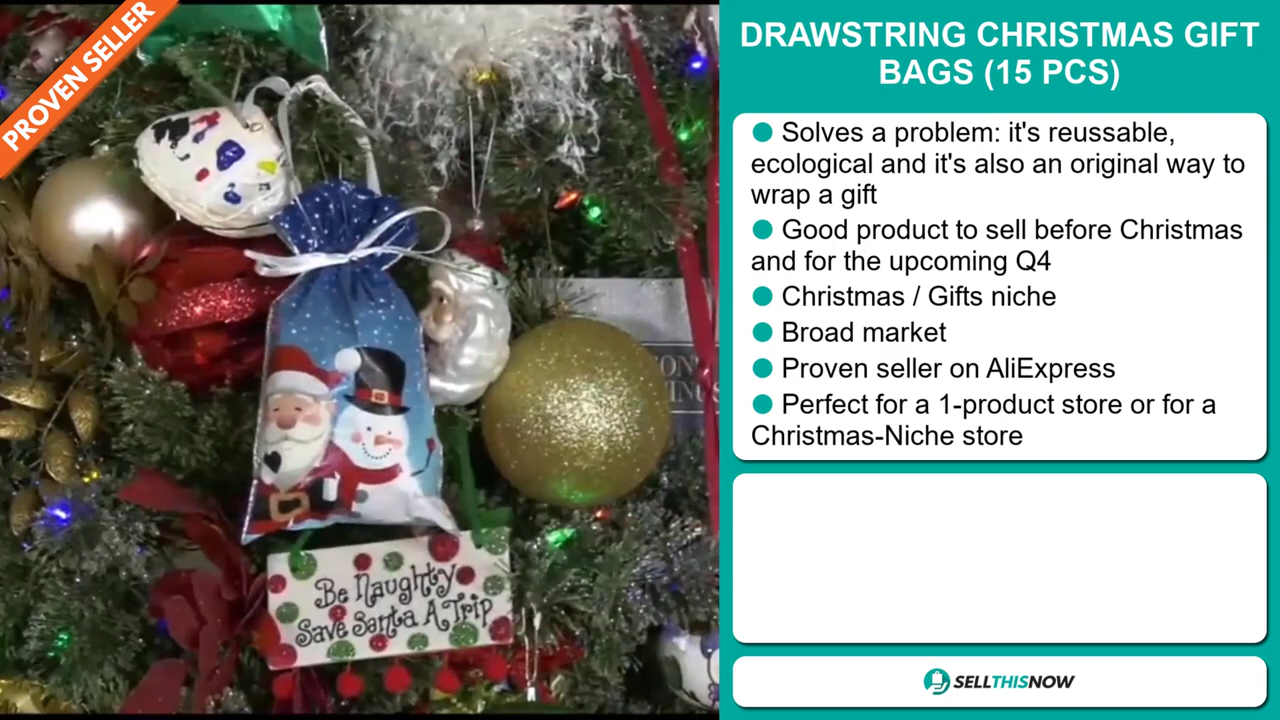 PROVEN SELLER
DRAWSTRING CHRISTMAS GIFT
BAGS (15 PCS)
● Solves a problem: it's reussable,
ecological and it's also an original way to
wrap a gift
● Good product to sell before Christmas
and for the upcoming Q4
● Christmas / Gifts niche
● Broad market
● Proven seller on AliExpress
● Perfect for a 1-product store or for a
Christmas-Niche store
Be Naughty
Save Santa A Trip
SELLTHISNOW